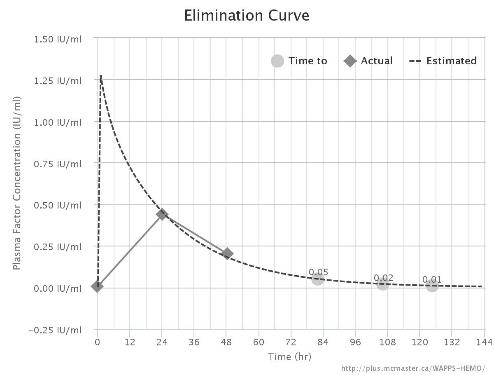 Elimination Curve
1.50 IU/ml
Time to
Actual
Estimated
1.25 IU/ml
1.00 IU/ml
0.75 IU/ml
0.50 IU/ml
0.25 IU/ml
0.00 IU/ml
-0.25 IU/ml
Plasma Factor Concentration (IU/ml)
0.05
0.02
0.01
0 12 24 36 48 60 72 84 96 108 120 132 144
Time (hr)
http://plus.mcmaster.ca/WAPPS-HEMO/